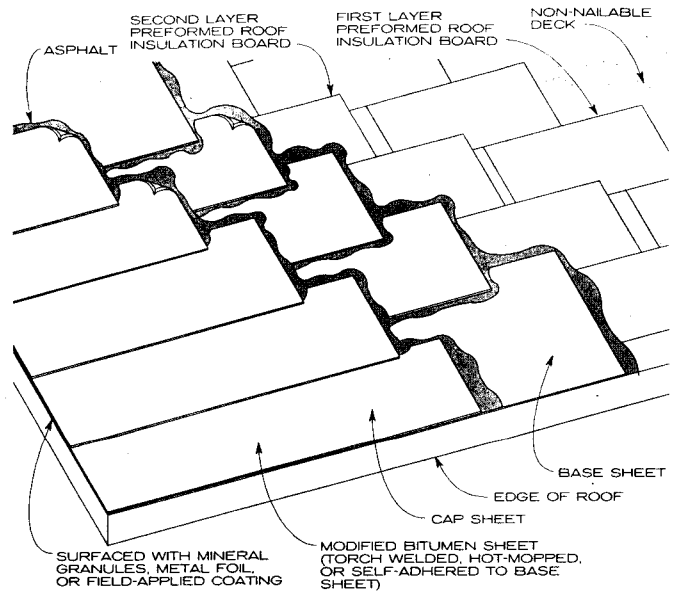 SECOND LAYER
PREFORMED ROOF
INSULATION BOARD
FIRST LAYER
PREFORMED ROOF
INSULATION BOARD
NON-NAILABLE
DECK
ASPHALT
BASE SHEET
EDGE OF ROOF
CAP SHEET
SURFACED WITH MINERAL
GRANULES, METAL FOIL,
OR FIELD-APPLIED COATING
MODIFIED BITUMEN SHEET
(TORCH WELDED, HOT-MOPPED,
OR SELF-ADHERED TO BASE
SHEET)